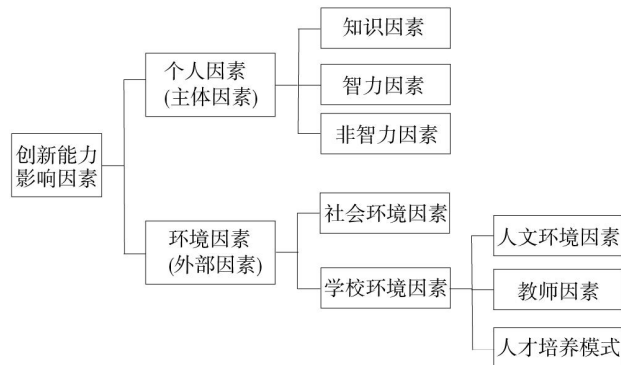 创新能力
影响因素
个人因素
(主体因素)
知识因素
智力因素
非智力因素
环境因素
(外部因素)
社会环境因素
学校环境因素
人文环境因素
教师因素
人才培养模式